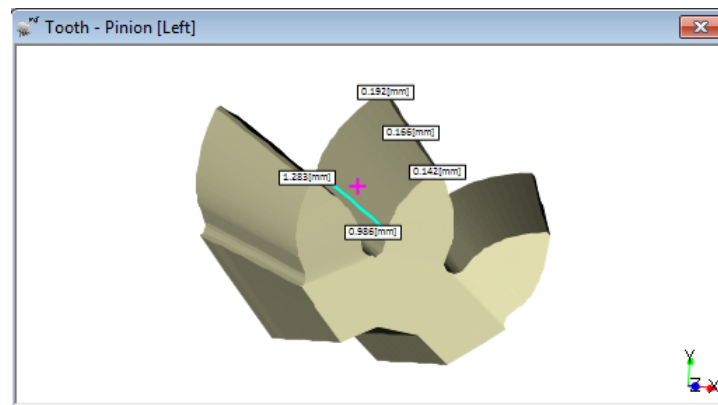 Tooth - Pinion [Left]
0.192[mm]
0.166[mm]
0.142[mm]
1.283[mm]
0.986[mm]
Y
Z X